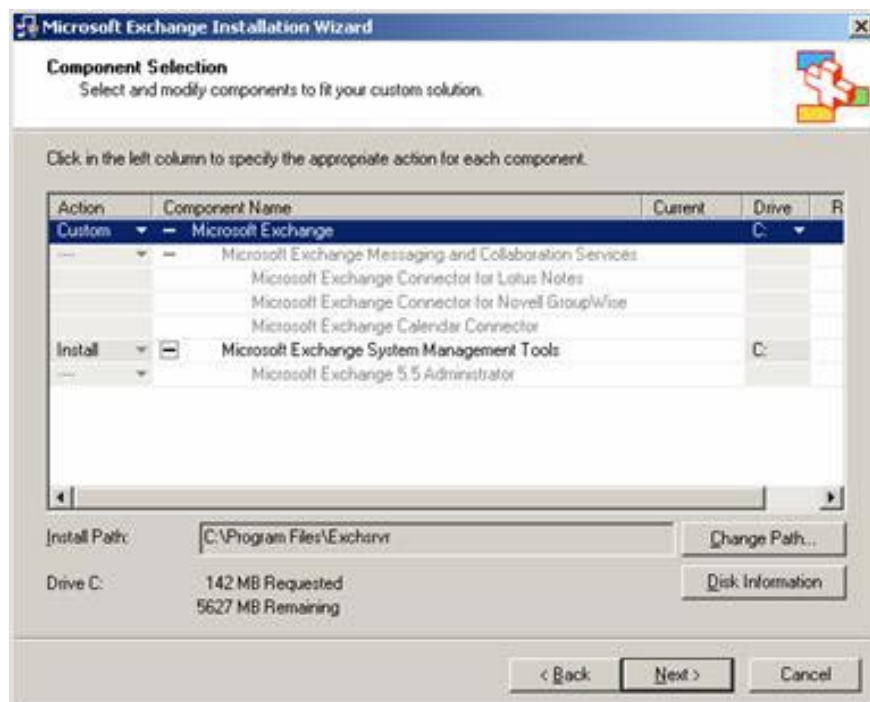 Microsoft Exchange Installation Wizard
Component Selection
Select and modify components to fit your custom solution.
Click in the left column to specify the appropriate action for each component.
Action Component Name Current Drive R
Custom Microsoft Exchange C:
---- Microsoft Exchange Messaging and Collaboration Services
Microsoft Exchange Connector for Lotus Notes
Microsoft Exchange Connector for Novell GroupWise
Microsoft Exchange Calendar Connector
Install Microsoft Exchange System Management Tools C:
---- Microsoft Exchange 5.5 Administrator
Install Path: C:\Program Files\Exchsrvr Change Path...
Drive C: 142 MB Requested Disk Information
5627 MB Remaining
< Back Next > Cancel